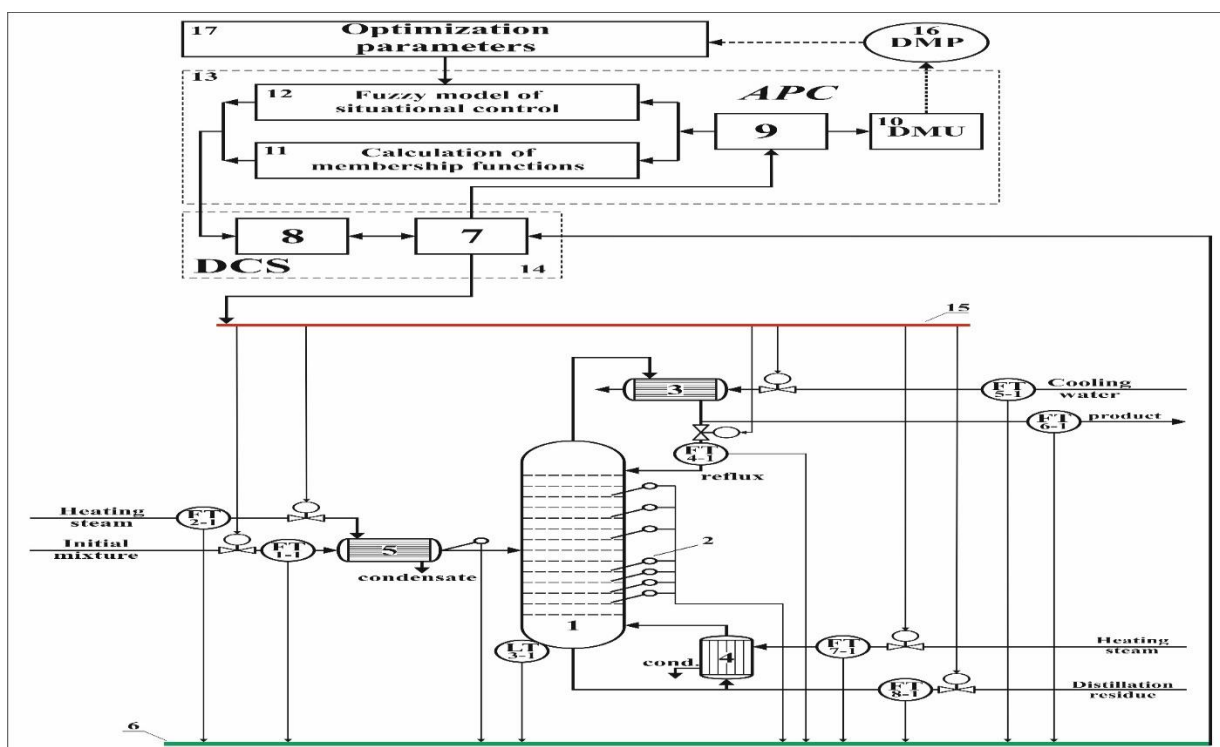 17
Optimization
parameters
16
DMP
13
12
Fuzzy model of
situational control
APC
9
10
DMU
11
Calculation of
membership functions
8
7
DCS
14
15
3
FT
5-1
Cooling
water
FT
6-1
product
FT
4-1
reflux
Heating
steam
FT
2-1
Initial
mixture
FT
1-1
5
condensate
2
1
LT
3-1
4
cond.
FT
7-1
Heating
steam
FT
8-1
Distillation
residue
6